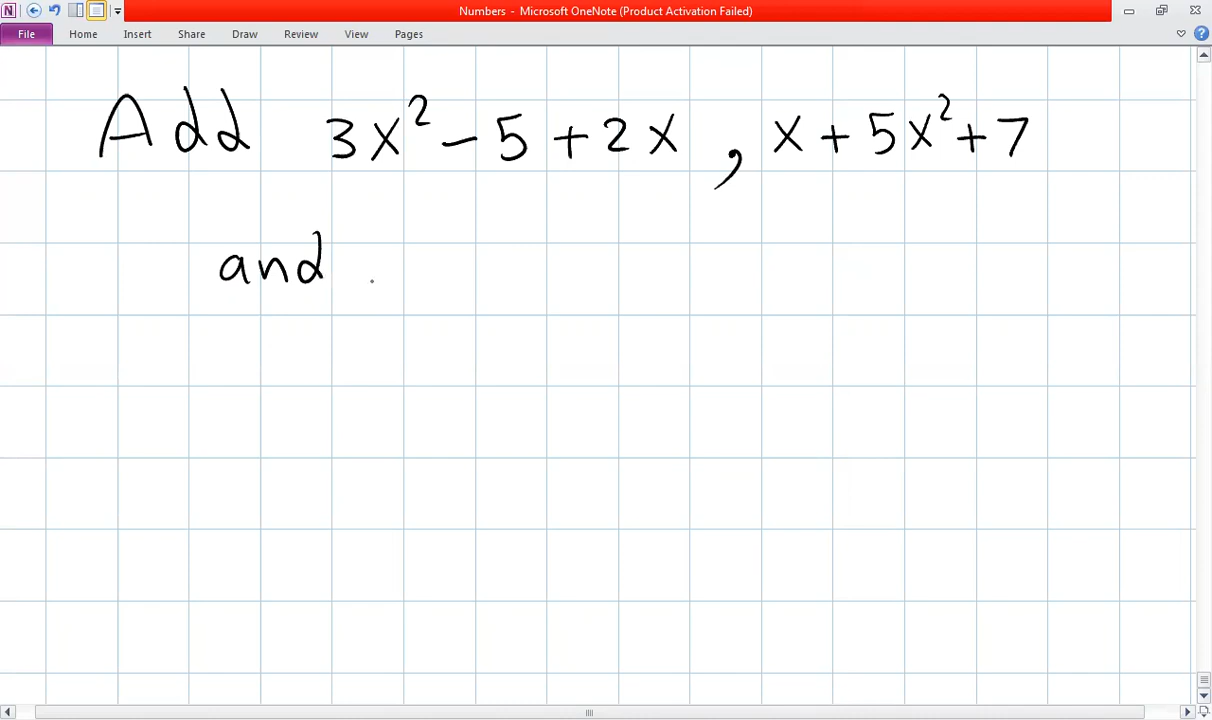 Numbers - Microsoft OneNote (Product Activation Failed)
File Home Insert Share Draw Review View Pages
Add 3x² - 5 + 2x , x + 5x² + 7
and